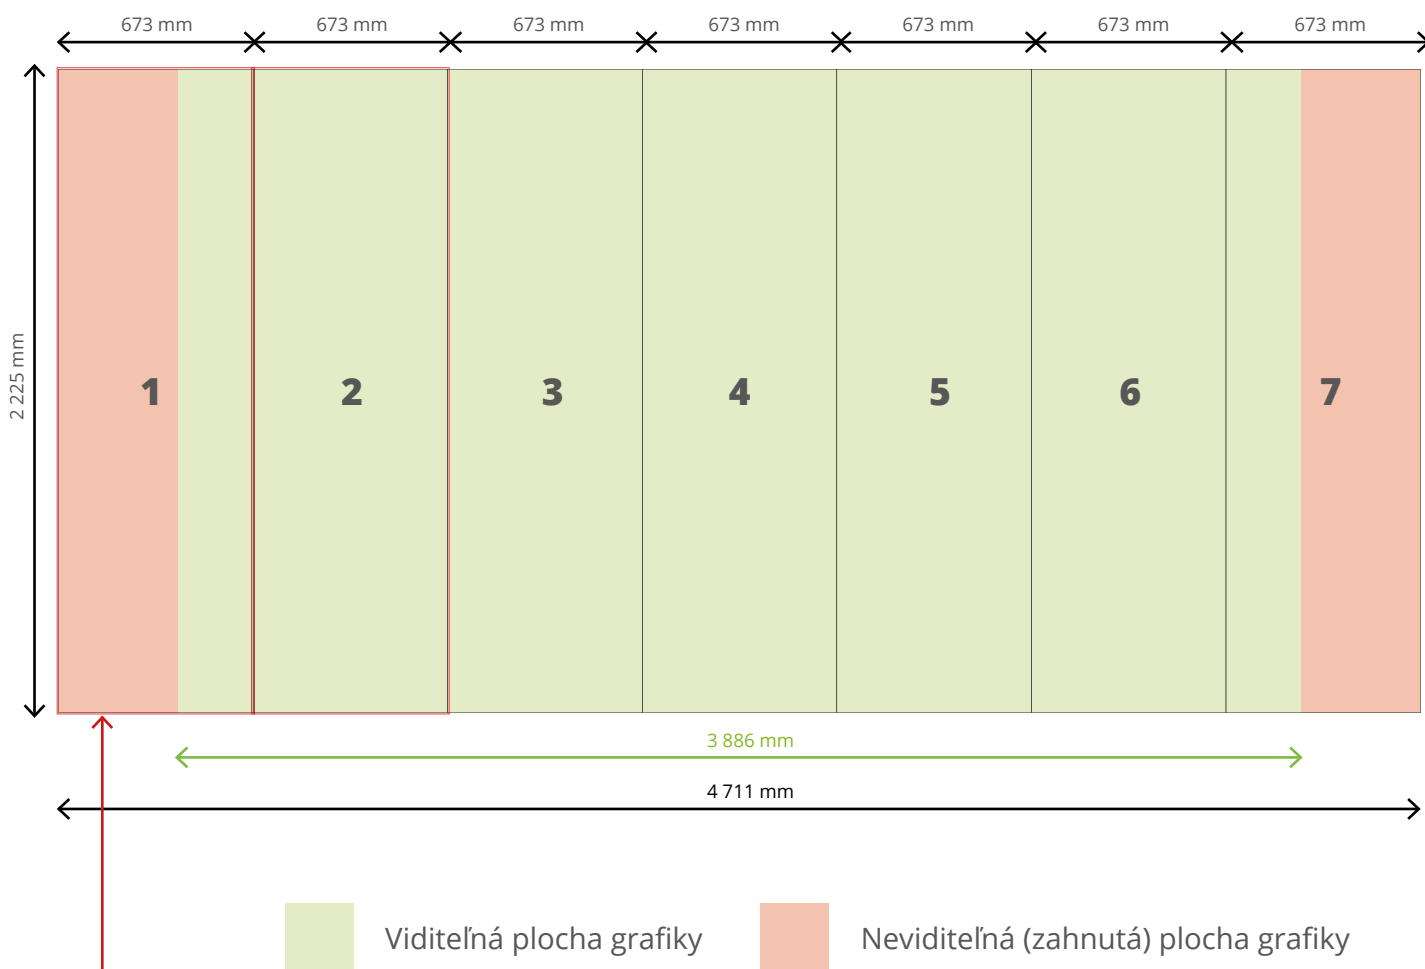 673 mm 673 mm 673 mm 673 mm 673 mm 673 mm 673 mm
2 225 mm
1 2 3 4 5 6 7
3 886 mm
4 711 mm
Viditeľná plocha grafiky
Neviditeľná (zahnutá) plocha grafiky